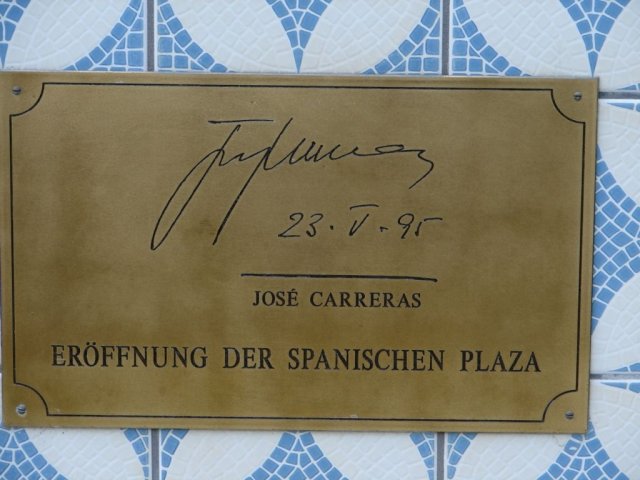 23·V·95
JOSÉ CARRERAS
ERÖFFNUNG DER SPANISCHEN PLAZA